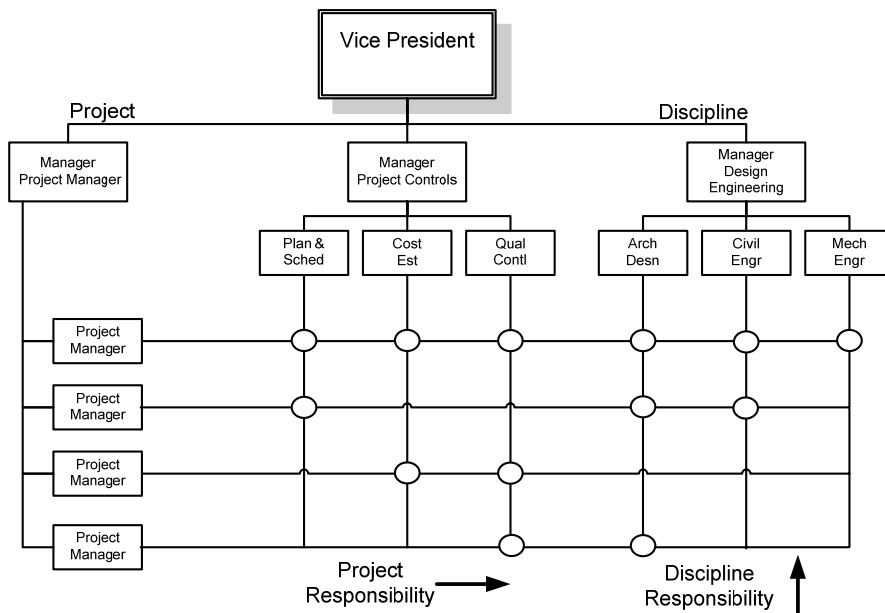 Vice President
Project
Discipline
Manager
Project Manager
Manager
Project Controls
Manager
Design
Engineering
Plan &
Sched
Cost
Est
Qual
Contl
Arch
Desn
Civil
Engr
Mech
Engr
Project
Manager
Project
Manager
Project
Manager
Project
Manager
Project
Responsibility
Discipline
Responsibility